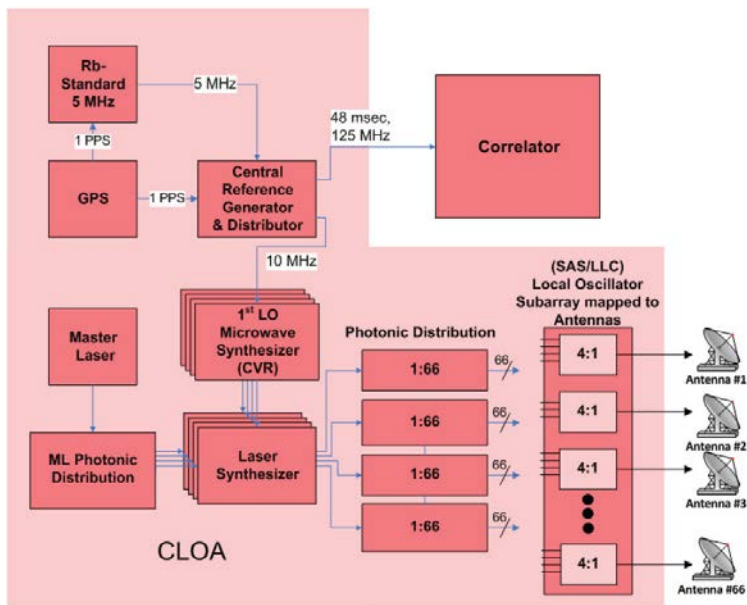 Rb-
Standard
5 MHz
5 MHz
1 PPS
GPS
1 PPS
Central
Reference
Generator
& Distributor
48 msec,
125 MHz
Correlator
10 MHz
1st LO
Microwave
Synthesizer
(CVR)
Master
Laser
ML Photonic
Distribution
Laser
Synthesizer
Photonic Distribution
1:66
66
1:66
66
1:66
66
1:66
66
(SAS/LLC)
Local Oscillator
Subarray mapped to
Antennas
4:1
Antenna #1
4:1
Antenna #2
4:1
Antenna #3
4:1
Antenna #66
CLOA